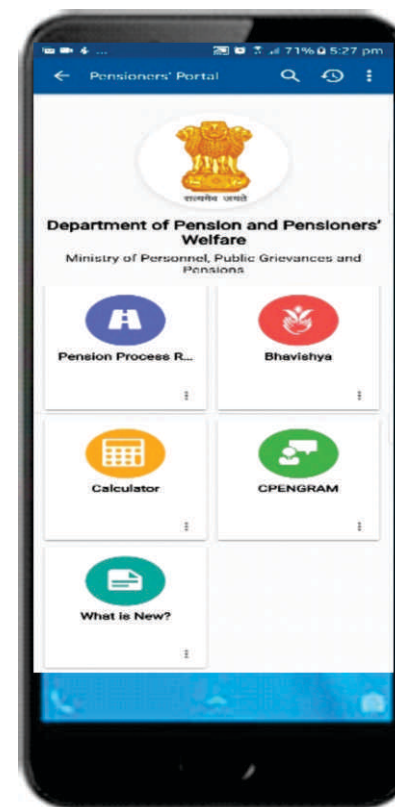 ... 71% 5:27 pm
Pensioners' Portal
सत्यमेव जयते
Department of Pension and Pensioners'
Welfare
Ministry of Personnel, Public Grievances and
Pensions
Pension Process R...
Bhavishya
Calculator
CPENGRAM
What is New?